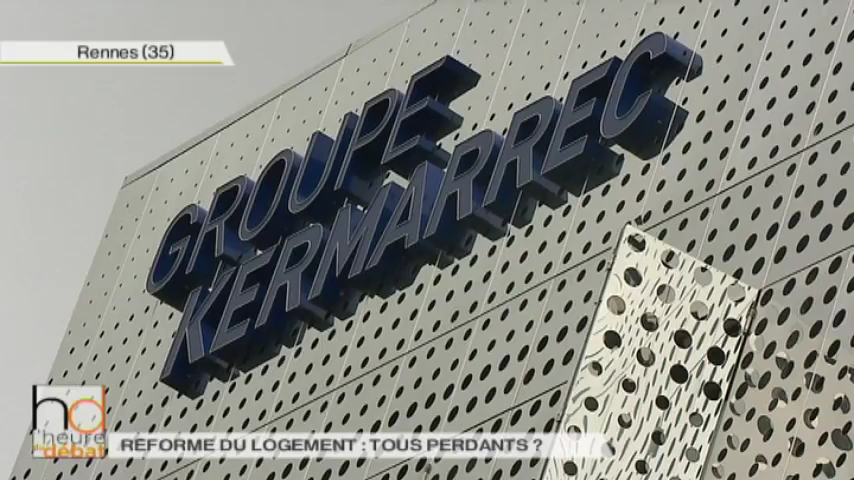 Rennes (35)
GROUPE
KERMARREC
hd
l'heure
du débat
RÉFORME DU LOGEMENT : TOUS PERDANTS ?